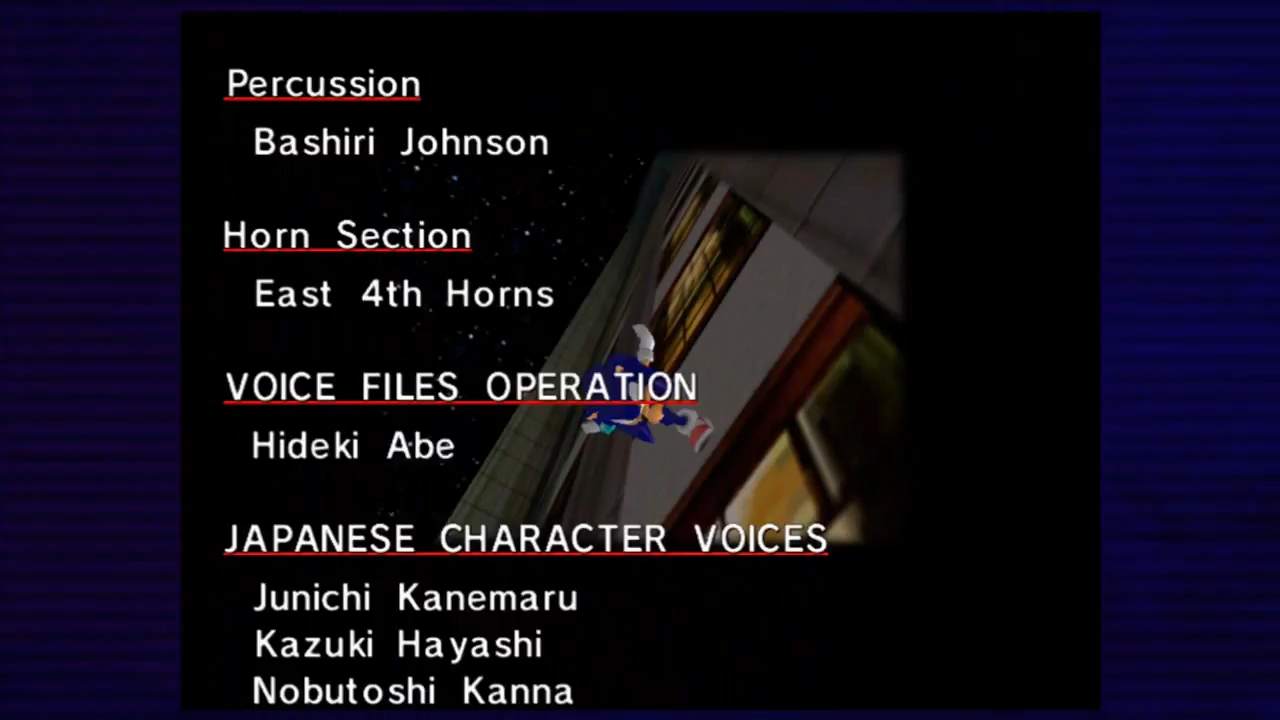 Percussion
Bashiri Johnson
Horn Section
East 4th Horns
VOICE FILES OPERATION
Hideki Abe
JAPANESE CHARACTER VOICES
Junichi Kanemaru
Kazuki Hayashi
Nobutoshi Kanna